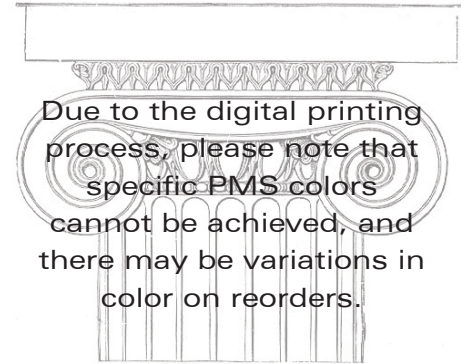 Due to the digital printing
process, please note that
specific PMS colors
cannot be achieved, and
there may be variations in
color on reorders.